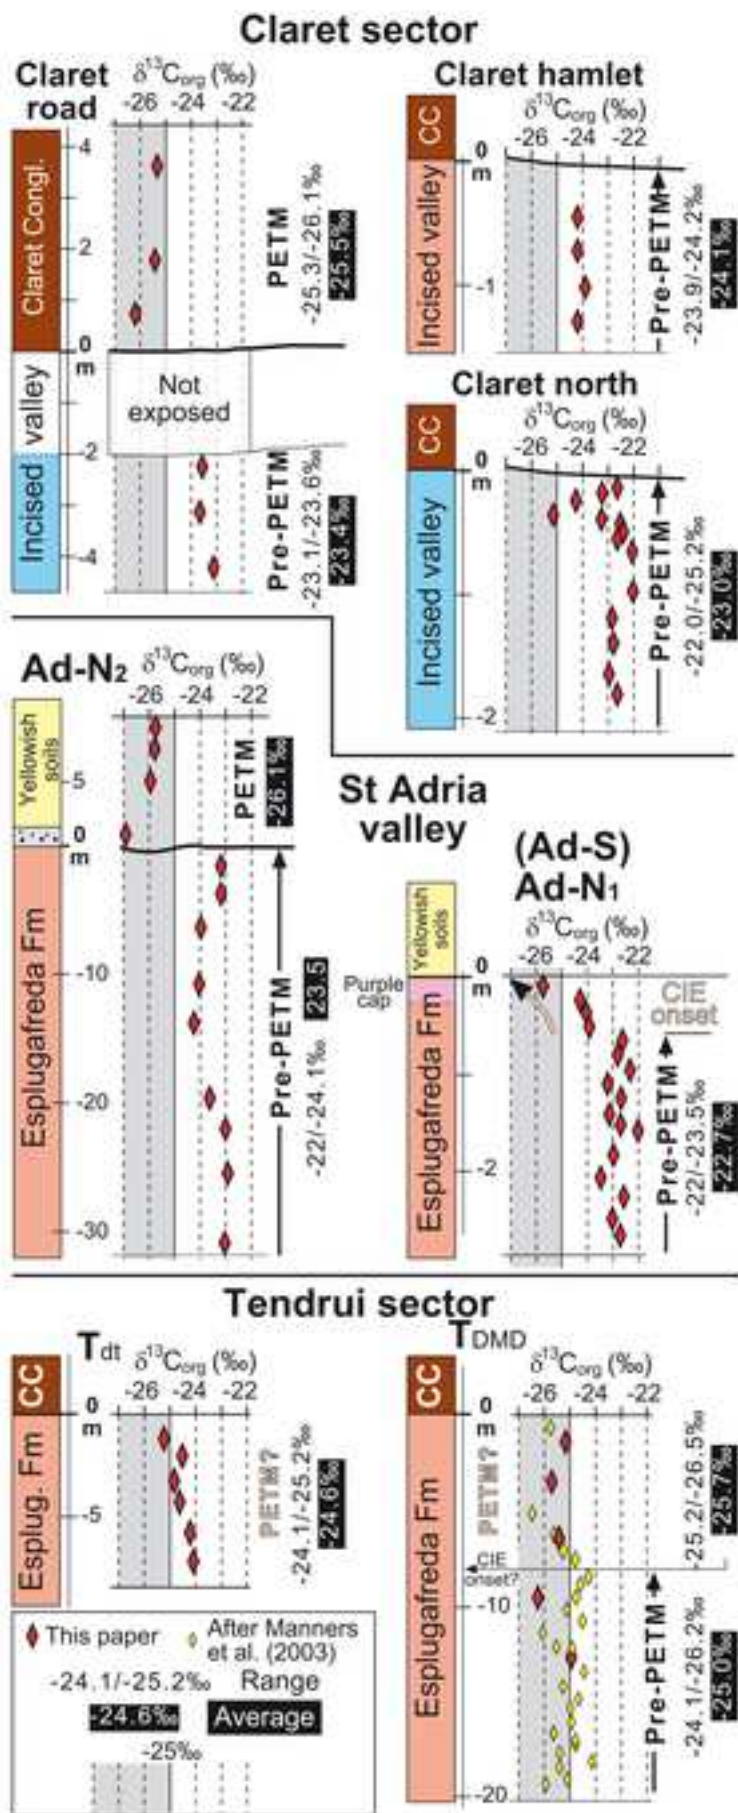 Claret sector
Claret road
δ¹³Corg (‰)
-26 -24 -22
Claret Congl.
Incised valley
4
2
0
m
-2
-4
Not exposed
PETM
-25.3/-26.1‰
-25.5‰
Pre-PETM
-23.1/-23.6‰
-23.4‰
Claret hamlet
δ¹³Corg (‰)
-26 -24 -22
CC
Incised valley
0
m
-1
Pre-PETM
-23.9/-24.2‰
-24.1‰
Claret north
δ¹³Corg (‰)
-26 -24 -22
CC
Incised valley
0
m
-2
Pre-PETM
-22.0/-25.2‰
-23.0‰
Ad-N2
δ¹³Corg (‰)
-26 -24 -22
Yellowish soils
Esplugafreda Fm
5
0
m
-10
-20
-30
PETM
-26.1‰
Pre-PETM
23.5
-22/-24.1‰
St Adria valley
(Ad-S)
Ad-N1
δ¹³Corg (‰)
-26 -24 -22
Yellowish soils
Purple cap
Esplugafreda Fm
0
m
-2
CIE onset
Pre-PETM
-22/-23.5‰
-22.7‰
Tendrui sector
Tdt
δ¹³Corg (‰)
-26 -24 -22
CC
Esplug. Fm
0
m
-5
PETM?
-24.1/-25.2‰
-24.6‰
TDMD
δ¹³Corg (‰)
-26 -24 -22
CC
Esplugafreda Fm
0
m
PETM?
CIE onset?
-10
-20
-25.2/-26.5‰
-25.7‰
Pre-PETM
-24.1/-26.2‰
-25.0‰
This paper
After Manners et al. (2003)
-24.1/-25.2‰ Range
-24.6‰ Average
-25‰